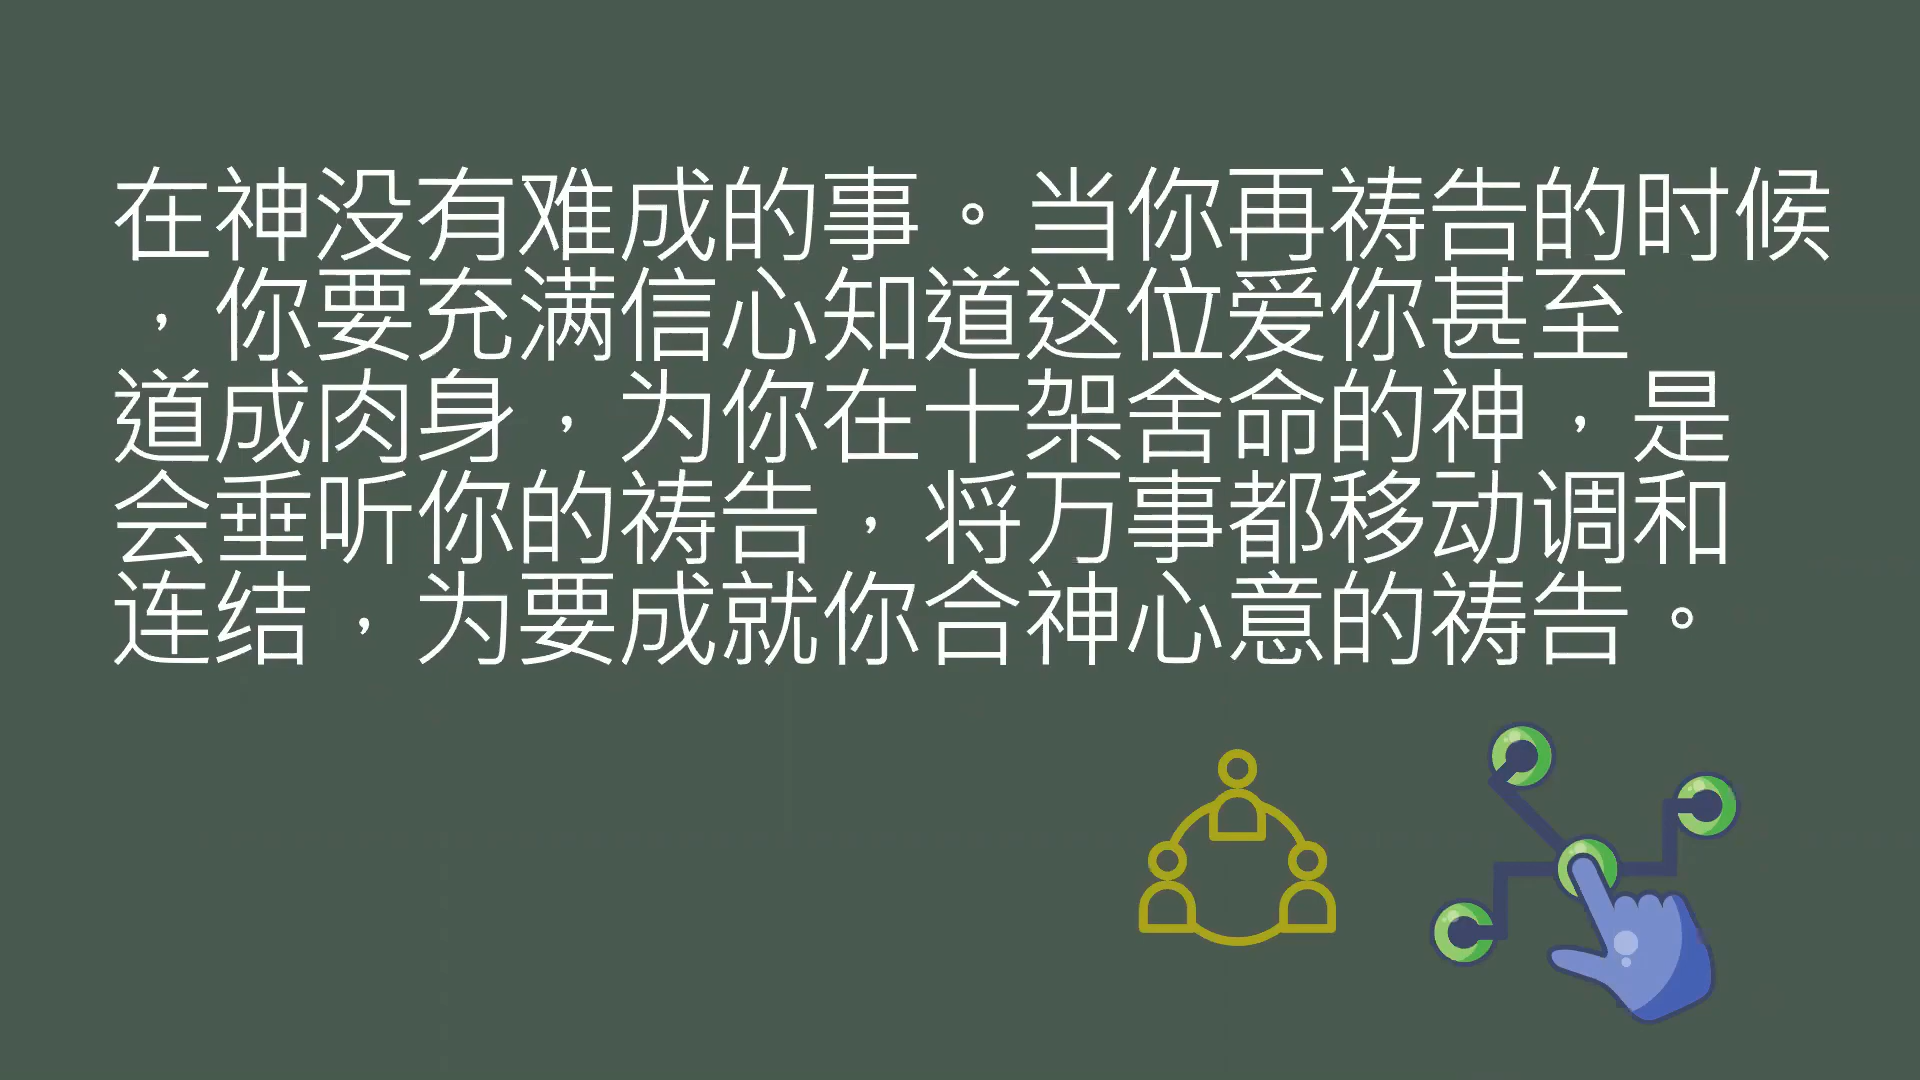 在神没有难成的事。当你再祷告的时候
，你要充满信心知道这位爱你甚至
道成肉身，为你在十架舍命的神，是
会垂听你的祷告，将万事都移动调和
连结，为要成就你合神心意的祷告。